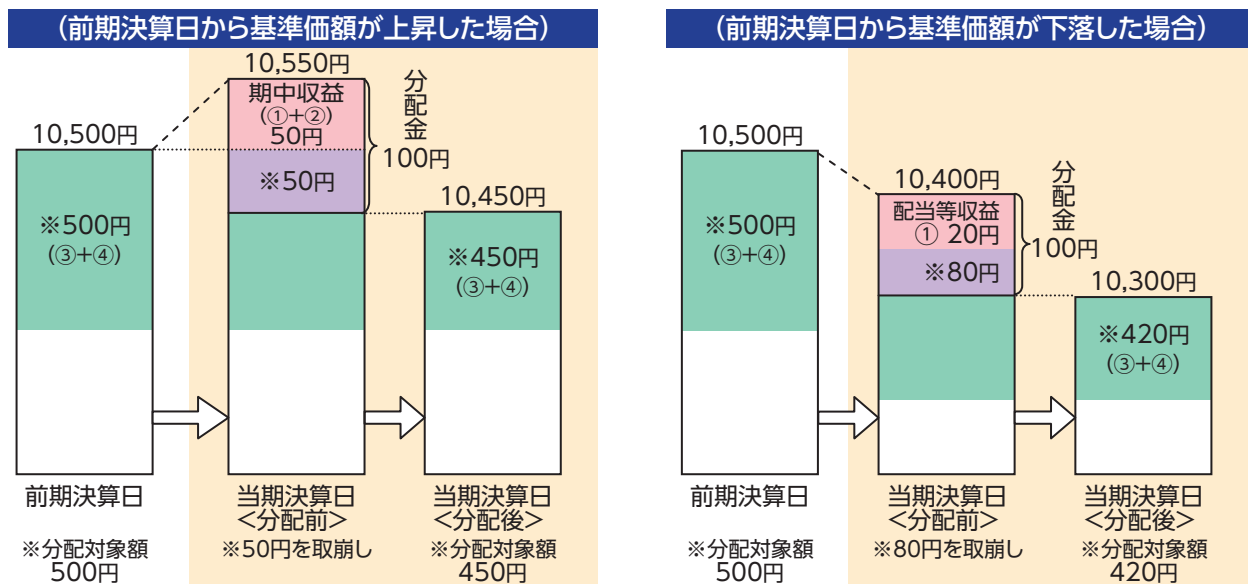 (前期決算日から基準価額が上昇した場合)
10,550円
期中収益
(①+②)
50円
分配金
100円
10,500円
※50円
10,450円
※500円
(③+④)
※450円
(③+④)
前期決算日
当期決算日
<分配前>
当期決算日
<分配後>
※分配対象額
500円
※50円を取崩し
※分配対象額
450円
(前期決算日から基準価額が下落した場合)
10,500円
10,400円
配当等収益
① 20円
分配金
100円
※80円
10,300円
※500円
(③+④)
※420円
(③+④)
前期決算日
当期決算日
<分配前>
当期決算日
<分配後>
※分配対象額
500円
※80円を取崩し
※分配対象額
420円